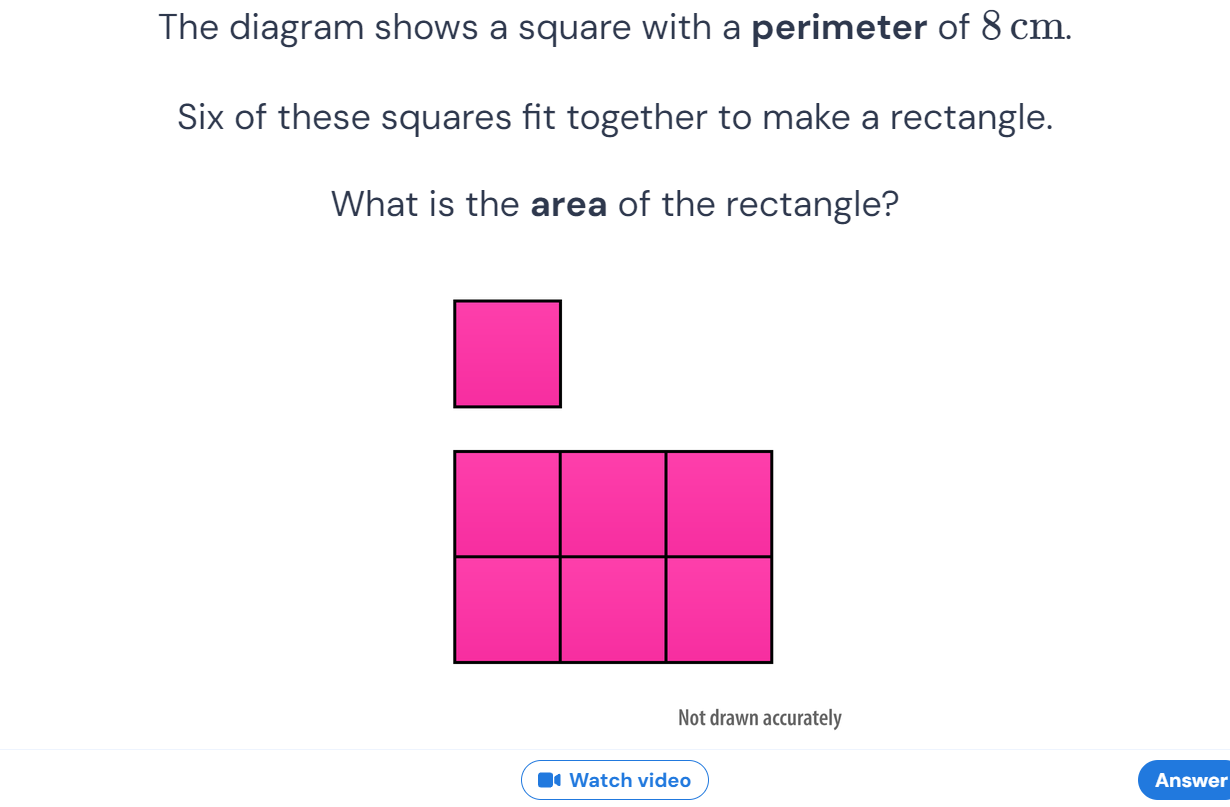 The diagram shows a square with a perimeter of 8 cm.
Six of these squares fit together to make a rectangle.
What is the area of the rectangle?
Not drawn accurately
Watch video
Answer